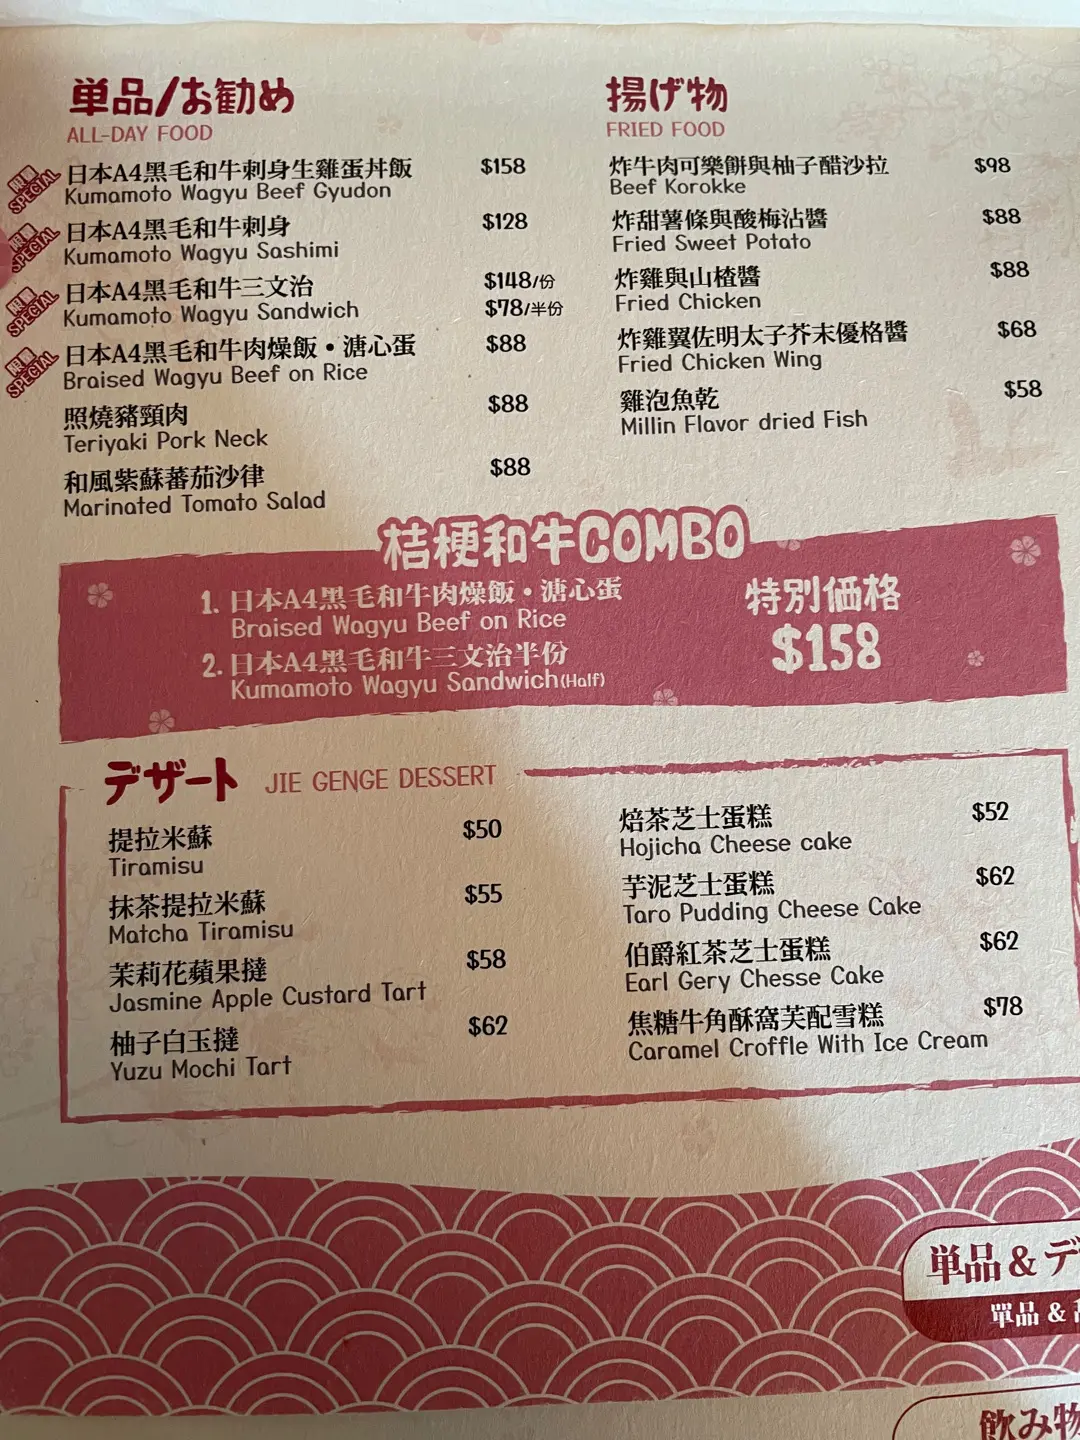 単品/お勧め
ALL-DAY FOOD
限量 SPECIAL
日本A4黑毛和牛刺身生雞蛋丼飯 $158
Kumamoto Wagyu Beef Gyudon
限量 SPECIAL
日本A4黑毛和牛刺身 $128
Kumamoto Wagyu Sashimi
限量 SPECIAL
日本A4黑毛和牛三文治 $148/份
Kumamoto Wagyu Sandwich $78/半份
限量 SPECIAL
日本A4黑毛和牛肉燥飯•溏心蛋 $88
Braised Wagyu Beef on Rice
照燒豬頸肉 $88
Teriyaki Pork Neck
和風紫蘇蕃茄沙律 $88
Marinated Tomato Salad
揚げ物
FRIED FOOD
炸牛肉可樂餅與柚子醋沙拉 $98
Beef Korokke
炸甜薯條與酸梅沾醬 $88
Fried Sweet Potato
炸雞與山楂醬 $88
Fried Chicken
炸雞翼佐明太子芥末優格醬 $68
Fried Chicken Wing
雞泡魚乾 $58
Millin Flavor dried Fish
桔梗和牛COMBO
1. 日本A4黑毛和牛肉燥飯•溏心蛋
Braised Wagyu Beef on Rice
2. 日本A4黑毛和牛三文治半份
Kumamoto Wagyu Sandwich(Half)
特別価格
$158
デザート JIE GENGE DESSERT
提拉米蘇 $50
Tiramisu
抹茶提拉米蘇 $55
Matcha Tiramisu
茉莉花蘋果撻 $58
Jasmine Apple Custard Tart
柚子白玉撻 $62
Yuzu Mochi Tart
焙茶芝士蛋糕 $52
Hojicha Cheese cake
芋泥芝士蛋糕 $62
Taro Pudding Cheese Cake
伯爵紅茶芝士蛋糕 $62
Earl Gery Chesse Cake
焦糖牛角酥窩芙配雪糕 $78
Caramel Croffle With Ice Cream
単品 & デ
單品 &
飲み物